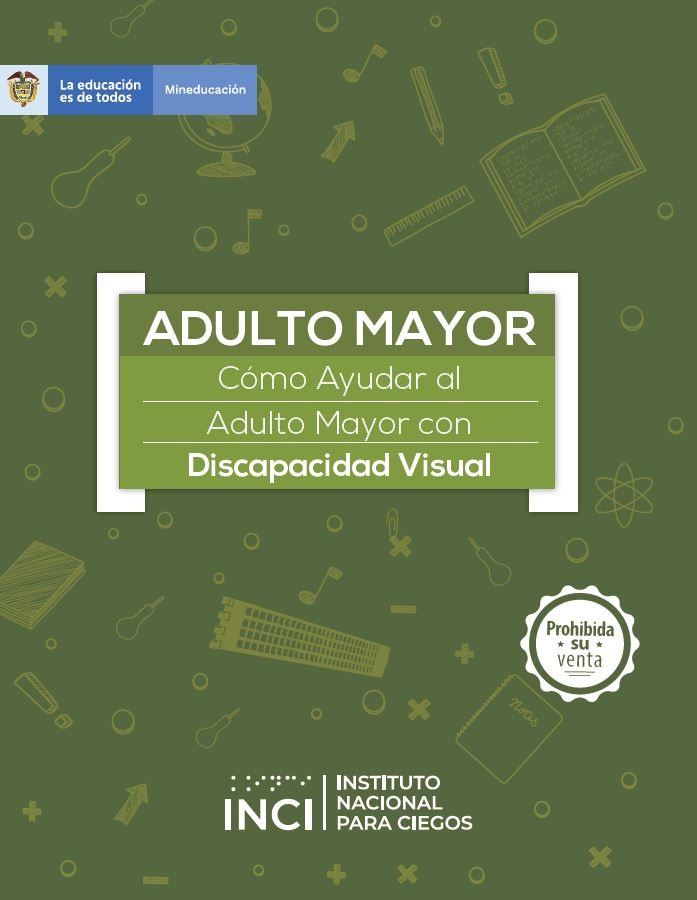 La educación
es de todos
Mineducación
ADULTO MAYOR
Cómo Ayudar al
Adulto Mayor con
Discapacidad Visual
Prohibida
su
venta
Notes
INCI
INSTITUTO
NACIONAL
PARA CIEGOS